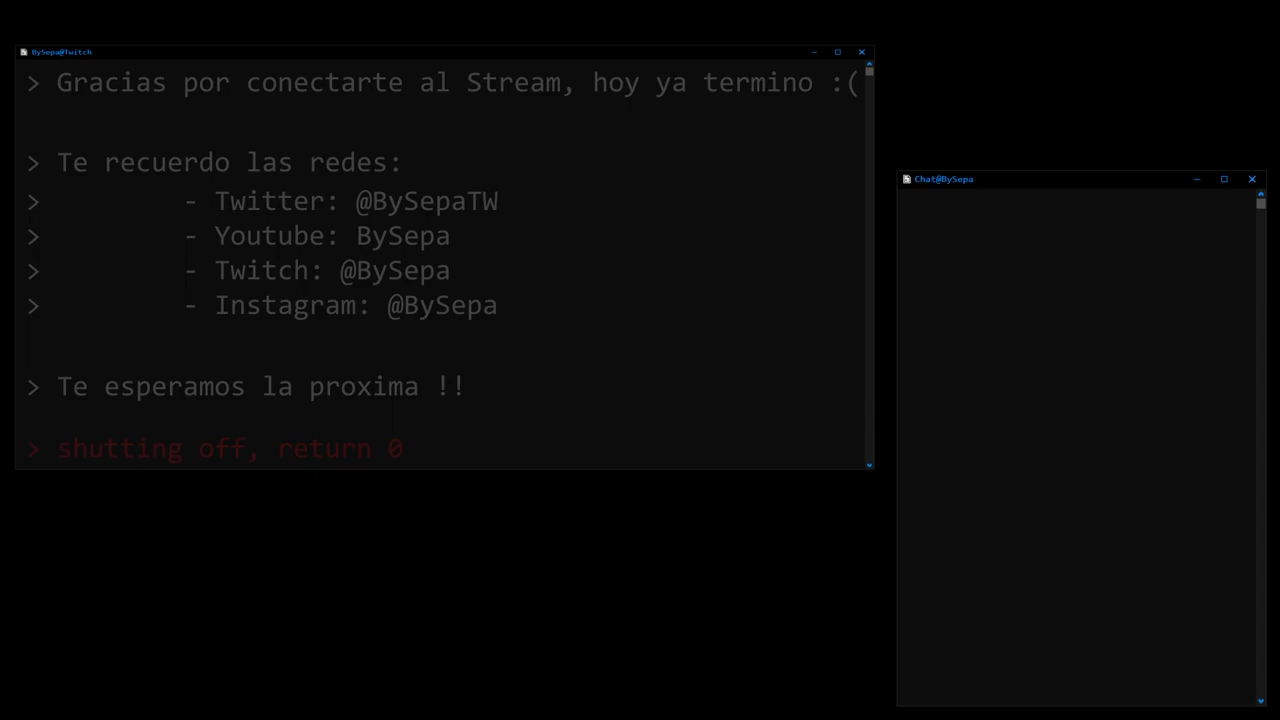 BySepa@Twitch
> Gracias por conectarte al Stream, hoy ya termino :(
> Te recuerdo las redes:
> - Twitter: @BySepaTW
> - Youtube: BySepa
> - Twitch: @BySepa
> - Instagram: @BySepa
> Te esperamos la proxima !!
> shutting off, return 0
Chat@BySepa